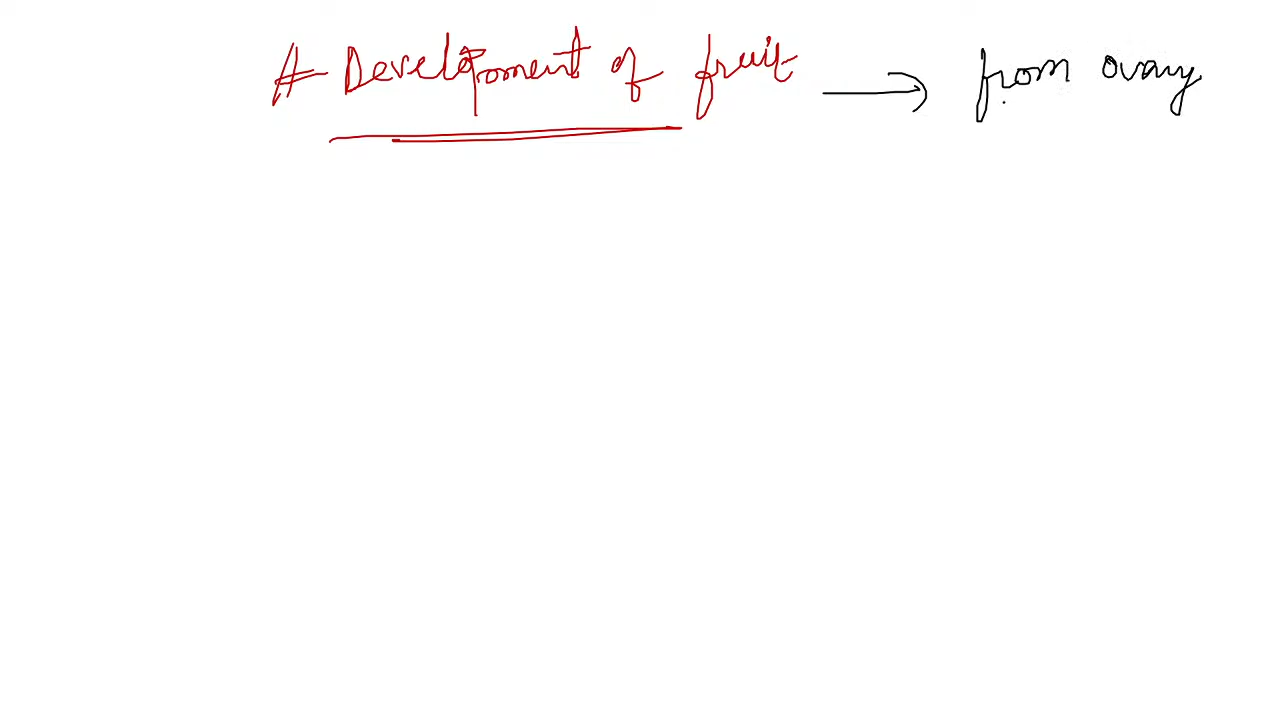 # Development of fruit → from ovary